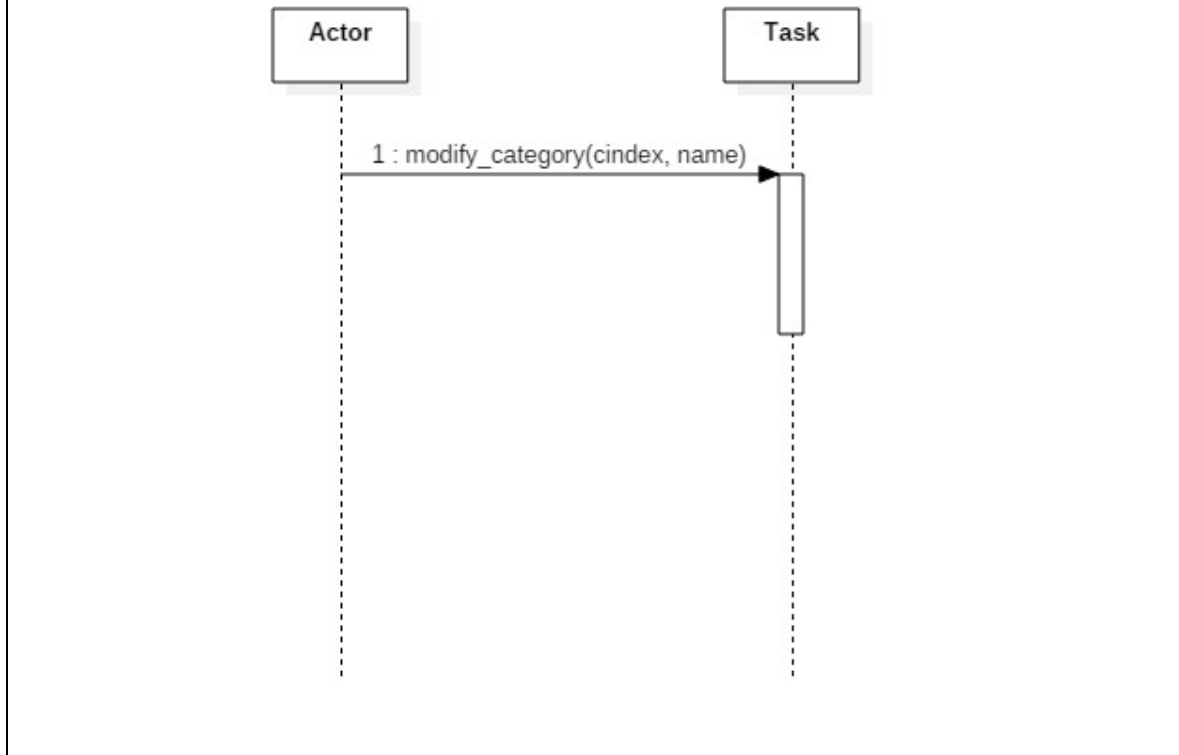 Actor
Task
1 : modify_category(cindex, name)